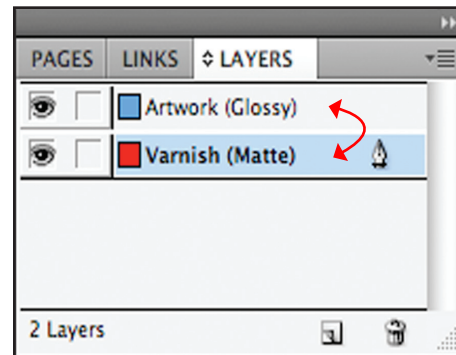 PAGES LINKS LAYERS
Artwork (Glossy)
Varnish (Matte)
2 Layers